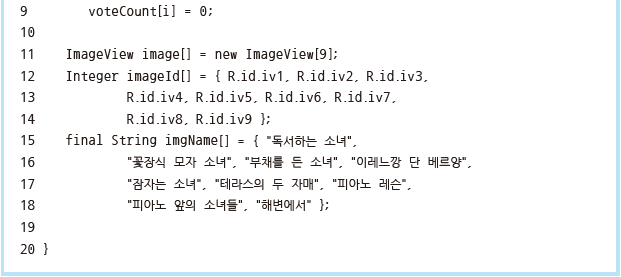 9 voteCount[i] = 0;
10
11 ImageView image[] = new ImageView[9];
12 Integer imageId[] = { R.id.iv1, R.id.iv2, R.id.iv3,
13 R.id.iv4, R.id.iv5, R.id.iv6, R.id.iv7,
14 R.id.iv8, R.id.iv9 };
15 final String imgName[] = { "독서하는 소녀",
16 "꽃장식 모자 소녀", "부채를 든 소녀", "이레느깡 단 베르양",
17 "잠자는 소녀", "테라스의 두 자매", "피아노 레슨",
18 "피아노 앞의 소녀들", "해변에서" };
19
20 }